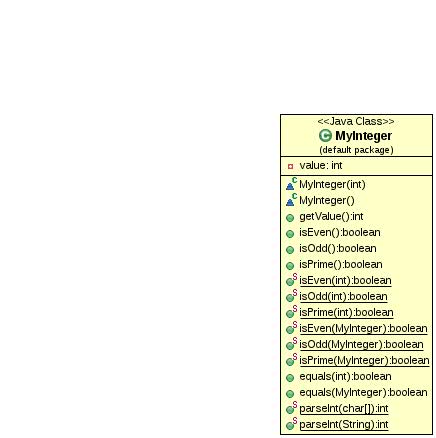 <<Java Class>>
MyInteger
(default package)
value: int
MyInteger(int)
MyInteger()
getValue():int
isEven():boolean
isOdd():boolean
isPrime():boolean
isEven(int):boolean
isOdd(int):boolean
isPrime(int):boolean
isEven(MyInteger):boolean
isOdd(MyInteger):boolean
isPrime(MyInteger):boolean
equals(int):boolean
equals(MyInteger):boolean
parseInt(char[]):int
parseInt(String):int